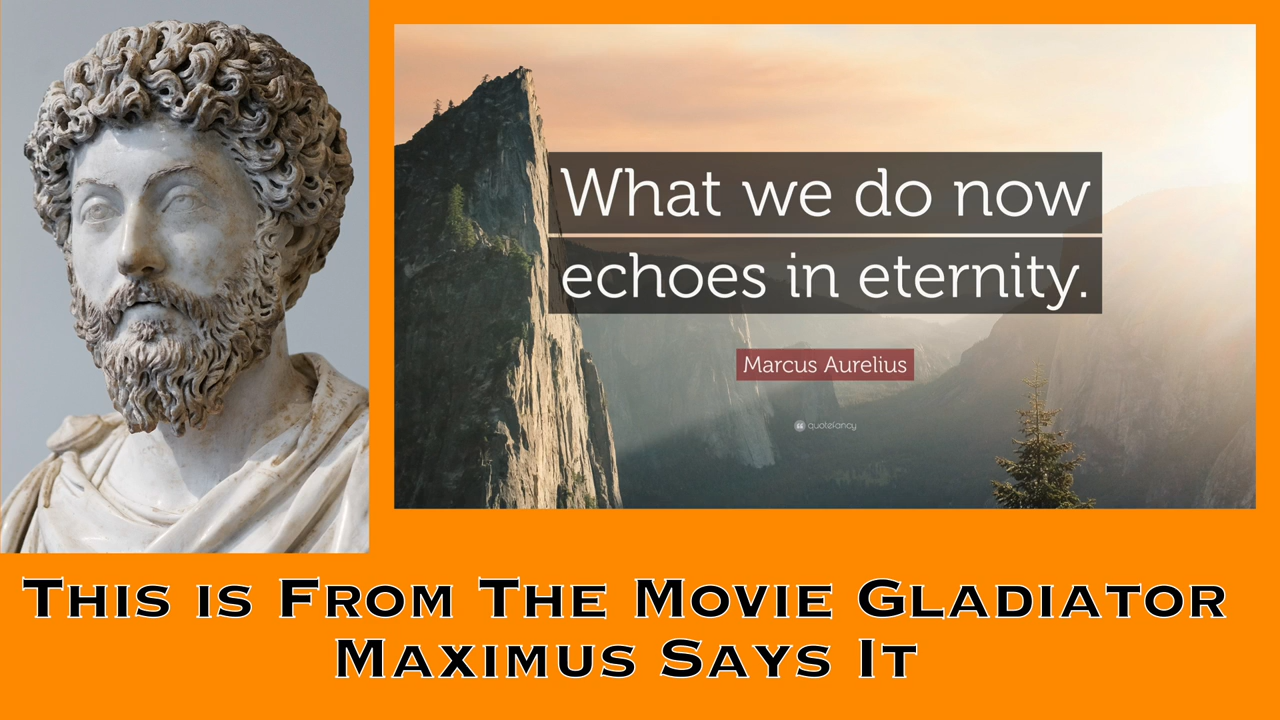 What we do now
echoes in eternity.
Marcus Aurelius
quotefancy
This is From The Movie Gladiator
Maximus Says It